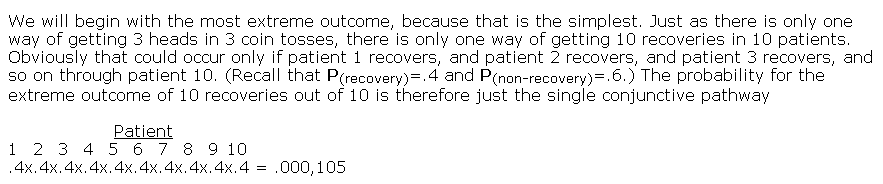 We will begin with the most extreme outcome, because that is the simplest. Just as there is only one
way of getting 3 heads in 3 coin tosses, there is only one way of getting 10 recoveries in 10 patients.
Obviously that could occur only if patient 1 recovers, and patient 2 recovers, and patient 3 recovers, and
so on through patient 10. (Recall that P(recovery)=.4 and P(non-recovery)=.6.) The probability for the
extreme outcome of 10 recoveries out of 10 is therefore just the single conjunctive pathway
Patient
1 2 3 4 5 6 7 8 9 10
.4x.4x.4x.4x.4x.4x.4x.4x.4x.4 = .000,105